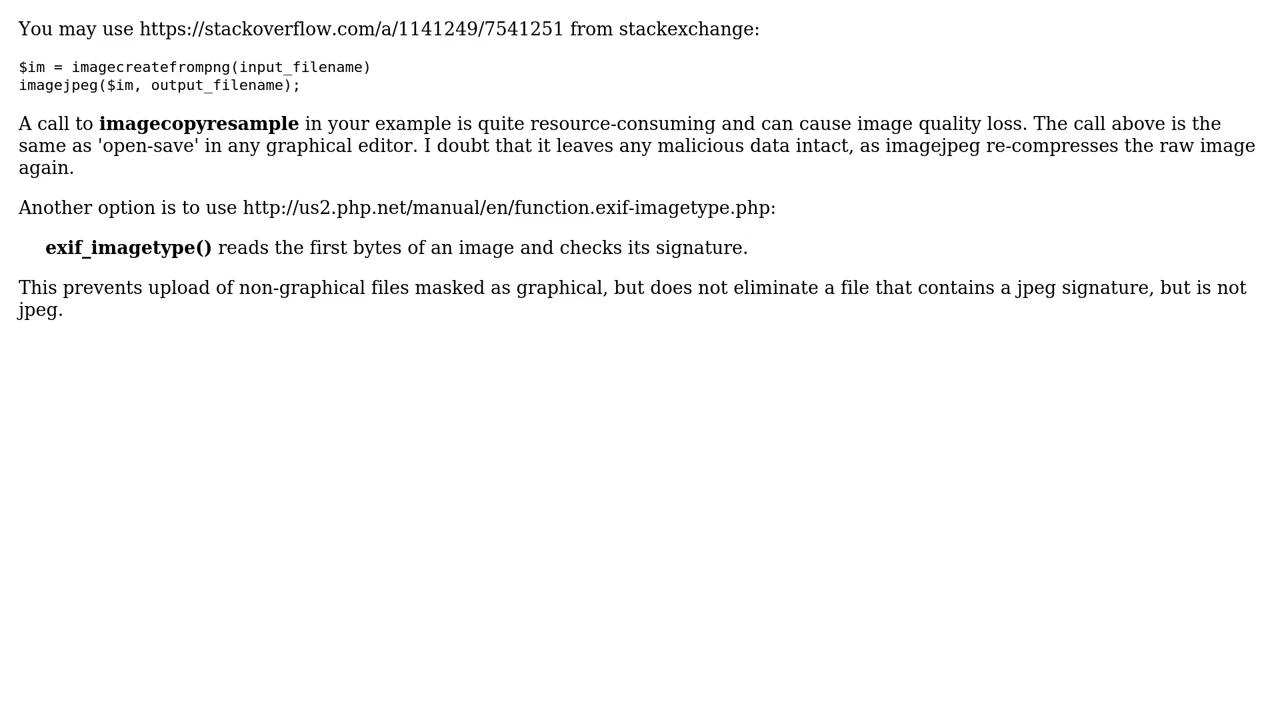 You may use https://stackoverflow.com/a/1141249/7541251 from stackexchange:
$im = imagecreatefrompng(input_filename)
imagejpeg($im, output_filename);
A call to imagecopyresample in your example is quite resource-consuming and can cause image quality loss. The call above is the
same as 'open-save' in any graphical editor. I doubt that it leaves any malicious data intact, as imagejpeg re-compresses the raw image
again.
Another option is to use http://us2.php.net/manual/en/function.exif-imagetype.php:
exif_imagetype() reads the first bytes of an image and checks its signature.
This prevents upload of non-graphical files masked as graphical, but does not eliminate a file that contains a jpeg signature, but is not
jpeg.